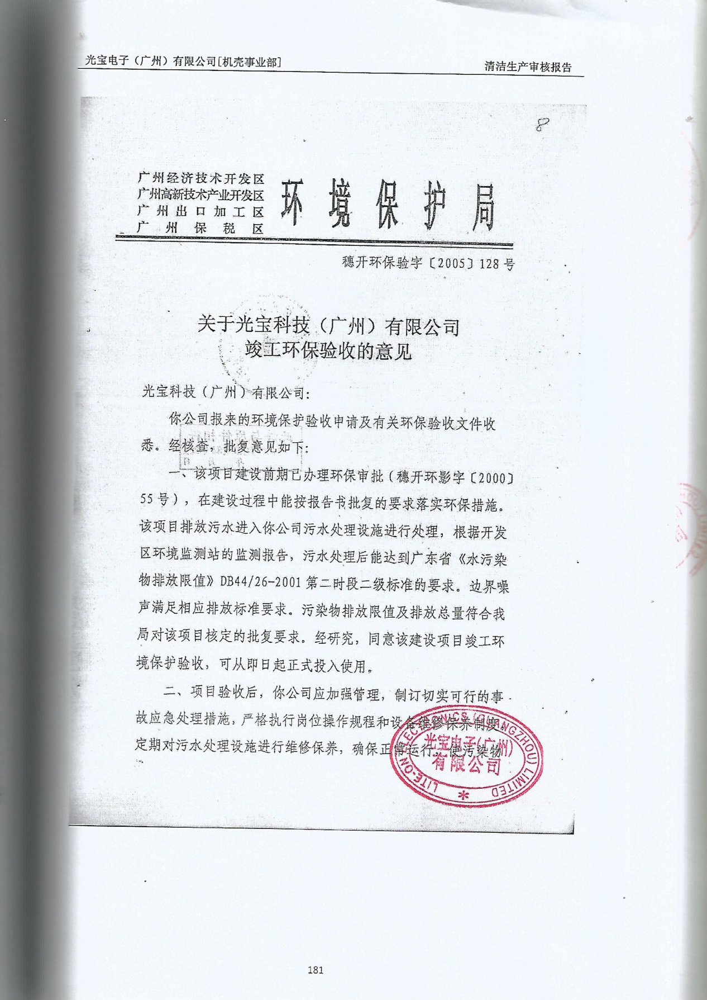 光宝电子（广州）有限公司[机壳事业部]
清洁生产审核报告
8
广州经济技术开发区
广州高新技术产业开发区
广州出口加工区
广州保税区
环境保护局
穗开环保验字〔2005〕128号
关于光宝科技（广州）有限公司
竣工环保验收的意见
光宝科技（广州）有限公司：
你公司报来的环境保护验收申请及有关环保验收文件收
悉。经核查，批复意见如下：
一、该项目建设前期已办理环保审批（穗开环影字〔2000〕
55号），在建设过程中能按报告书批复的要求落实环保措施。
该项目排放污水进入你公司污水处理设施进行处理，根据开发
区环境监测站的监测报告，污水处理后能达到广东省《水污染
物排放限值》DB44/26-2001第二时段二级标准的要求。边界噪
声满足相应排放标准要求。污染物排放限值及排放总量符合我
局对该项目核定的批复要求。经研究，同意该建设项目竣工环
境保护验收，可从即日起正式投入使用。
二、项目验收后，你公司应加强管理，制订切实可行的事
故应急处理措施，严格执行岗位操作规程和设备维修保养制度，
定期对污水处理设施进行维修保养，确保正常运行，使污染物
LITE-ON ELECTRONICS (GUANGZHOU) LIMITED
光宝电子(广州)
有限公司
181